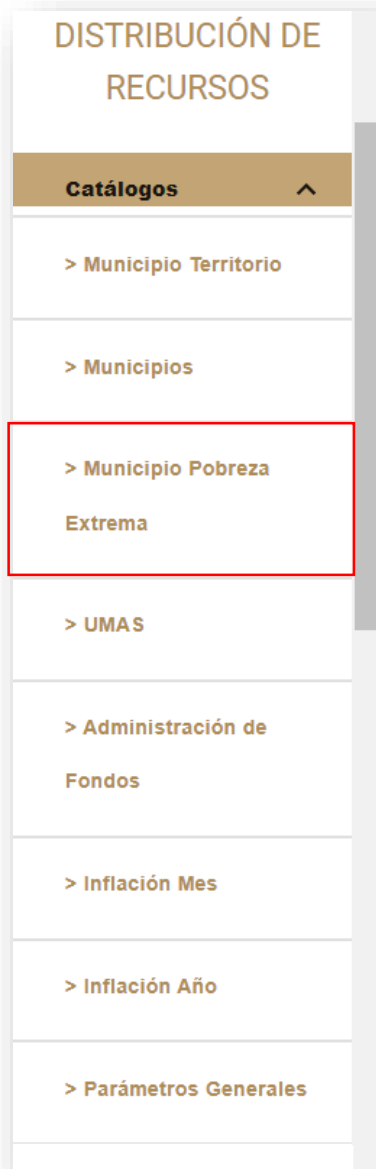 DISTRIBUCIÓN DE
RECURSOS
Catálogos
> Municipio Territorio
> Municipios
> Municipio Pobreza
Extrema
> UMAS
> Administración de
Fondos
> Inflación Mes
> Inflación Año
> Parámetros Generales